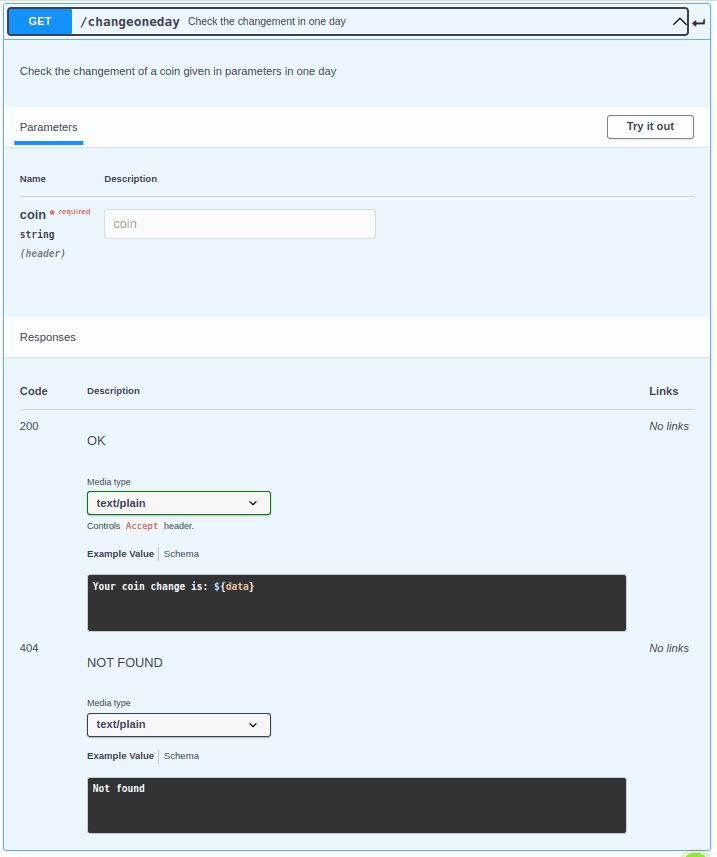 GET /changeoneday Check the changement in one day
Check the changement of a coin given in parameters in one day
Parameters Try it out
Name Description
coin * required coin
string
(header)
Responses
Code Description Links
200 No links
OK
Media type
text/plain
Controls Accept header.
Example Value Schema
Your coin change is: ${data}
404 No links
NOT FOUND
Media type
text/plain
Example Value Schema
Not found